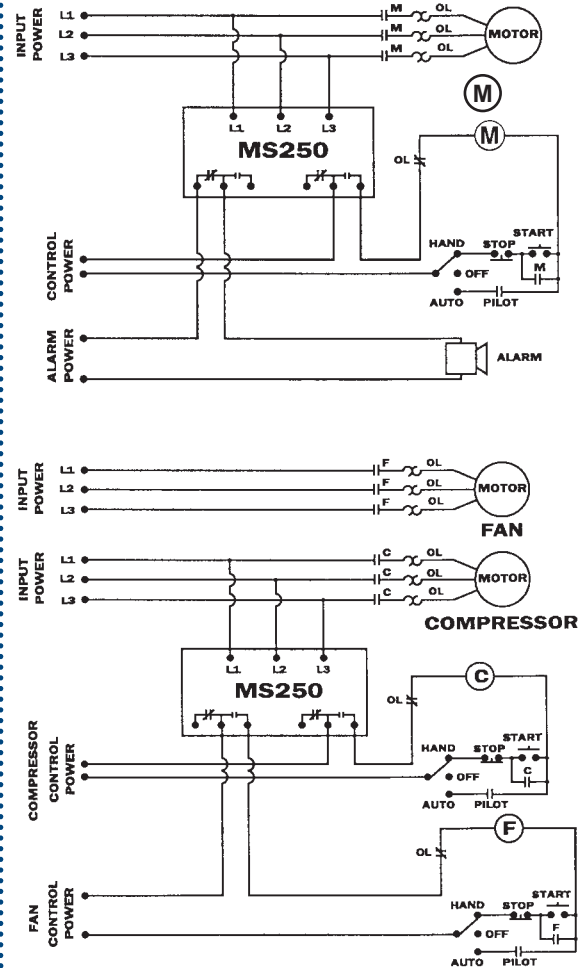 INPUT POWER
L1
M
OL
L2
M
OL
MOTOR
L3
M
OL
M
L1
L2
L3
MS250
M
OL
START
HAND
STOP
CONTROL POWER
OFF
M
AUTO
PILOT
ALARM POWER
ALARM
INPUT POWER
L1
F
OL
L2
F
OL
MOTOR
L3
F
OL
FAN
INPUT POWER
L1
C
OL
L2
C
OL
MOTOR
L3
C
OL
COMPRESSOR
L1
L2
L3
MS250
C
OL
START
HAND
STOP
COMPRESSOR CONTROL POWER
OFF
C
AUTO
PILOT
F
OL
START
HAND
STOP
FAN CONTROL POWER
OFF
F
AUTO
PILOT